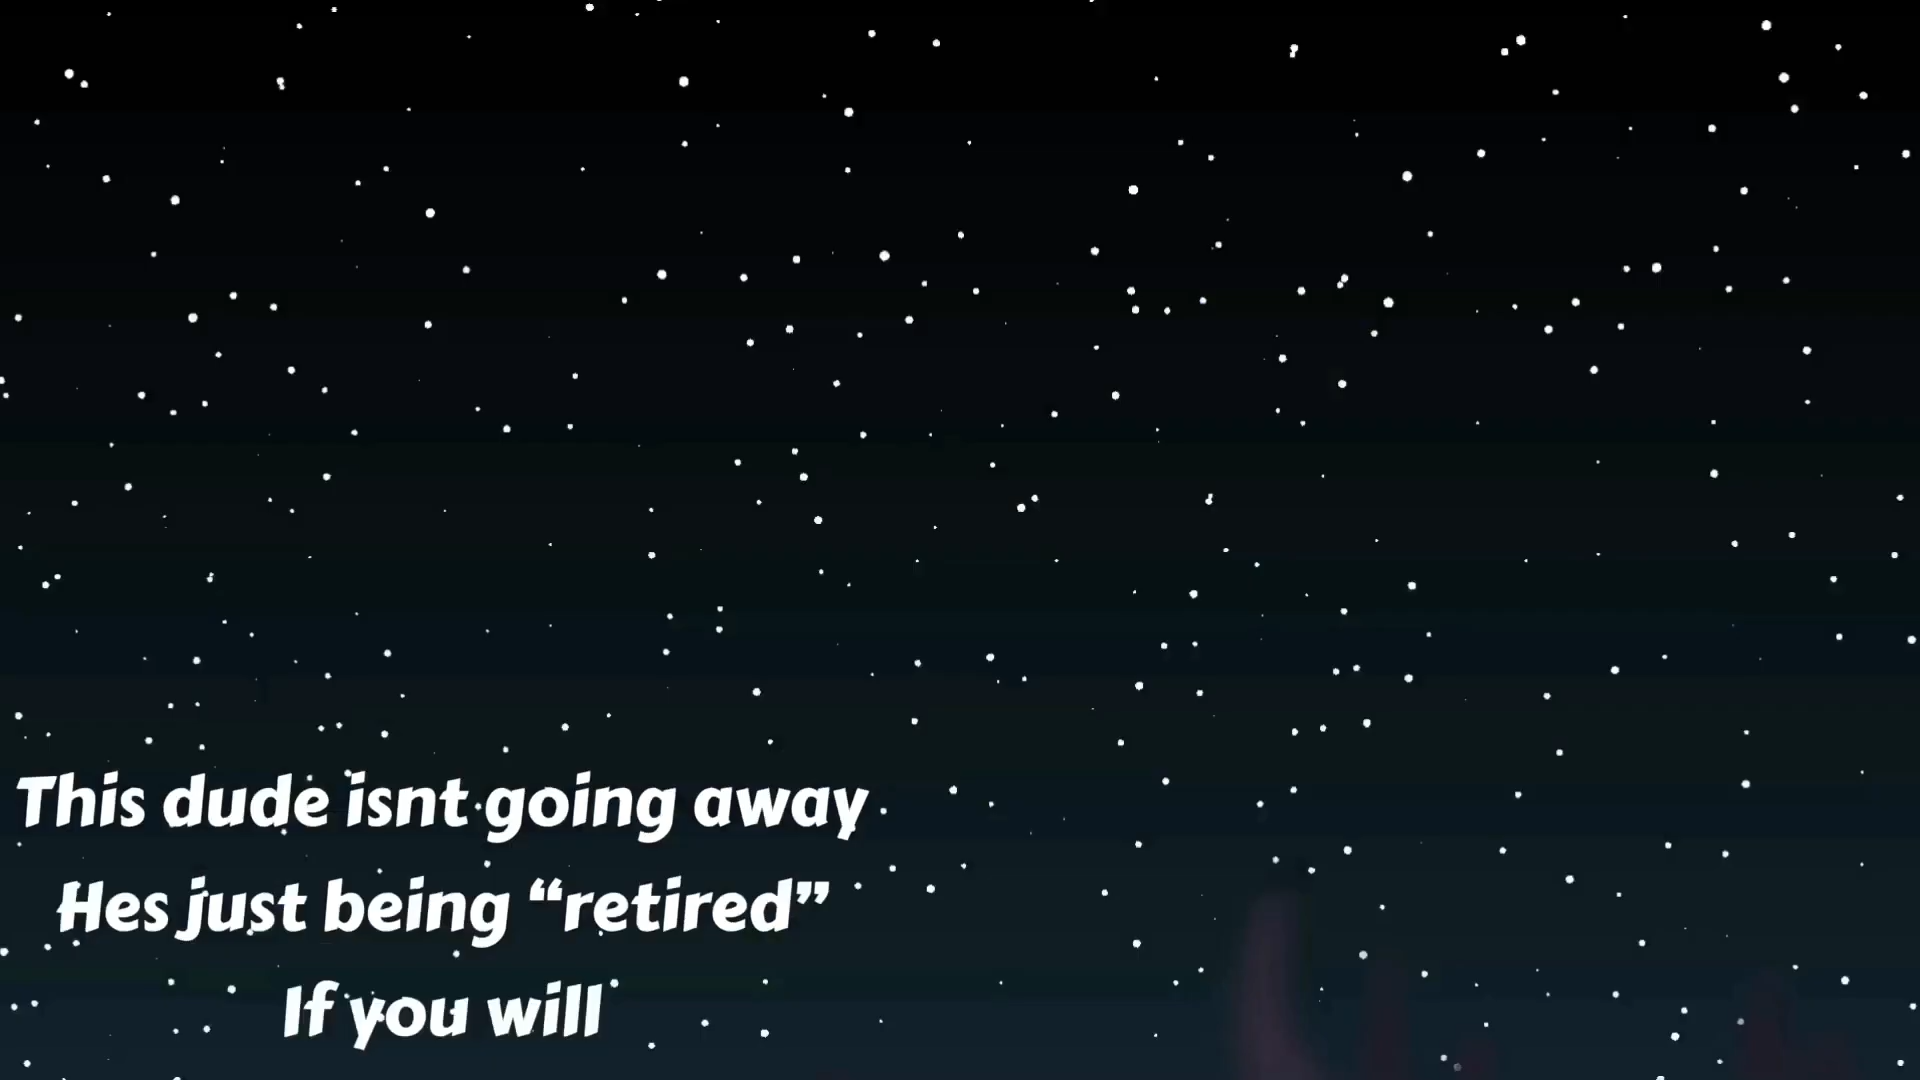 This dude isnt going away
Hes just being “retired”
If you will